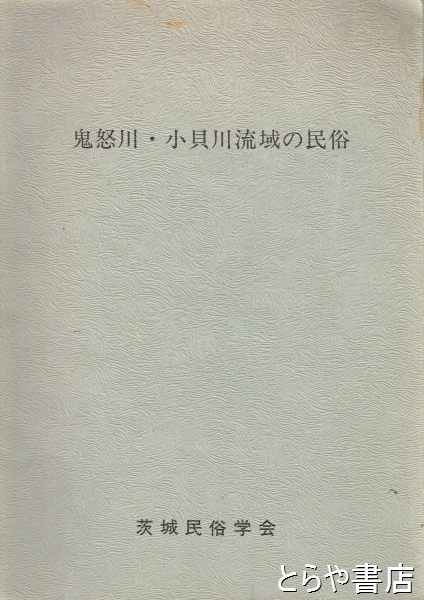 鬼怒川・小貝川流域の民俗
茨城民俗学会
とらや書店